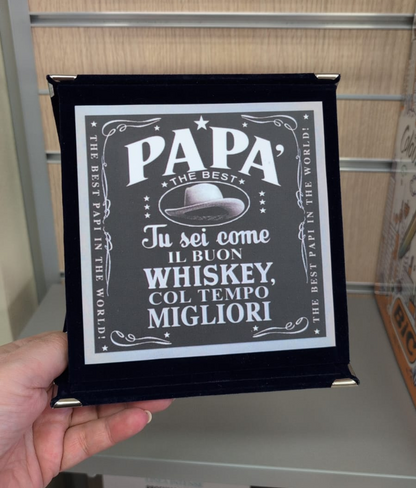 PAPA'
THE BEST
Tu sei come
IL BUON
WHISKEY,
COL TEMPO
MIGLIORI
THE BEST PAPI IN THE WORLD!
THE BEST PAPI IN THE WORLD!